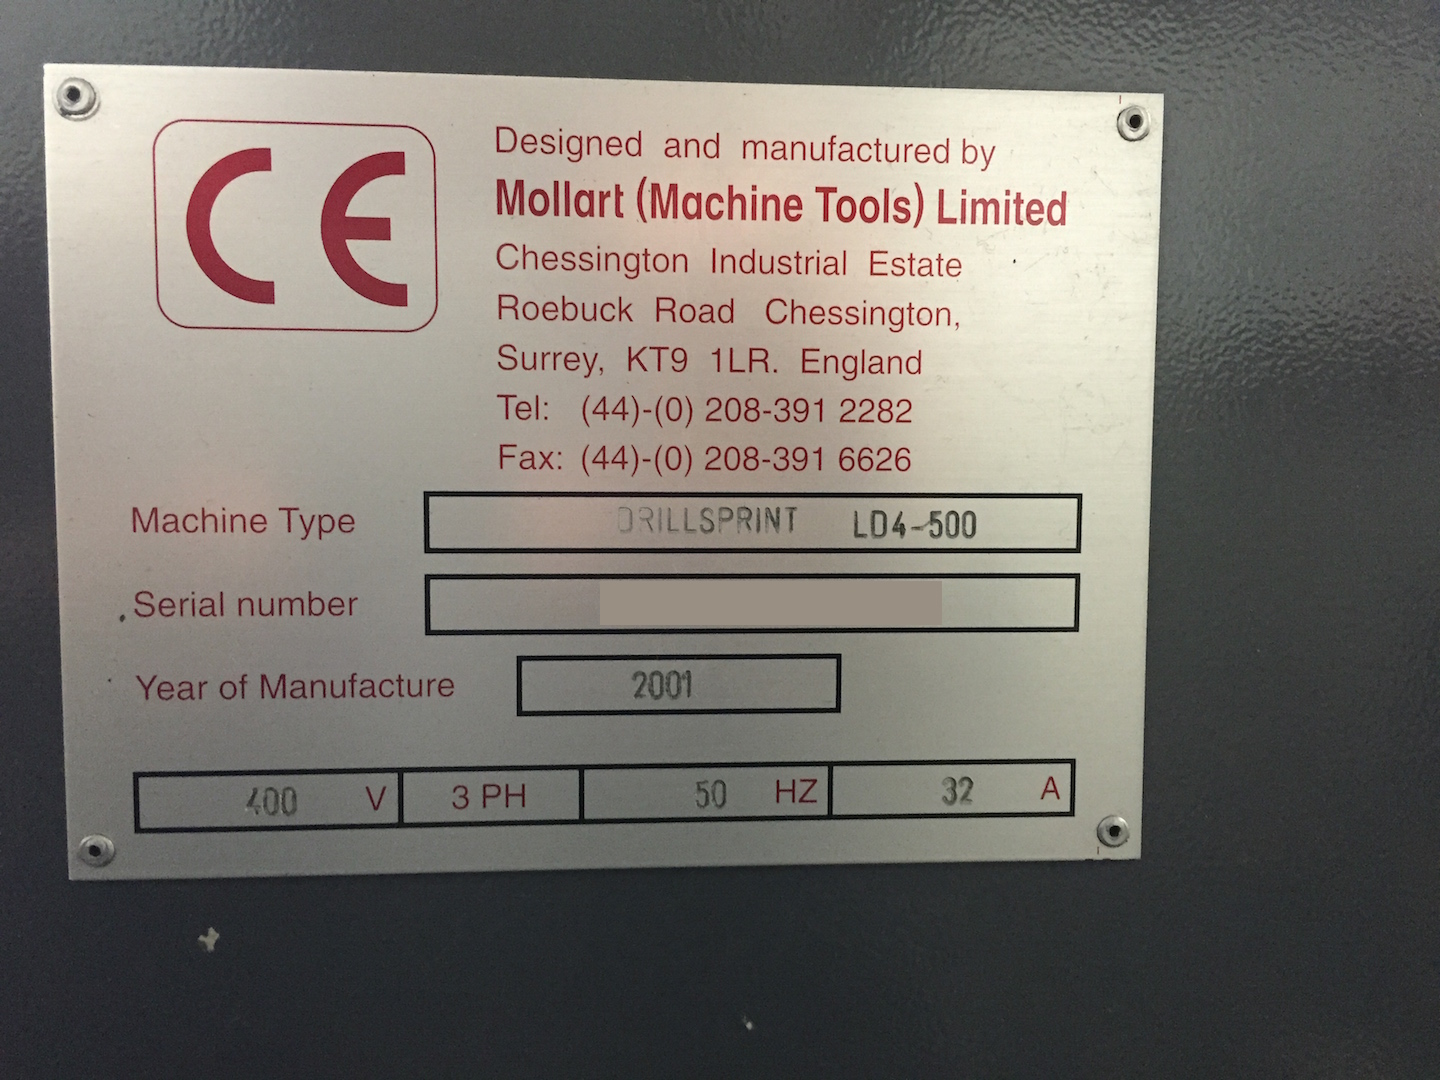 CE
Designed and manufactured by
Mollart (Machine Tools) Limited
Chessington Industrial Estate
Roebuck Road Chessington,
Surrey, KT9 1LR. England
Tel: (44)-(0) 208-391 2282
Fax: (44)-(0) 208-391 6626
Machine Type DRILLSPRINT LD4-500
Serial number
Year of Manufacture 2001
400 V 3 PH 50 HZ 32 A